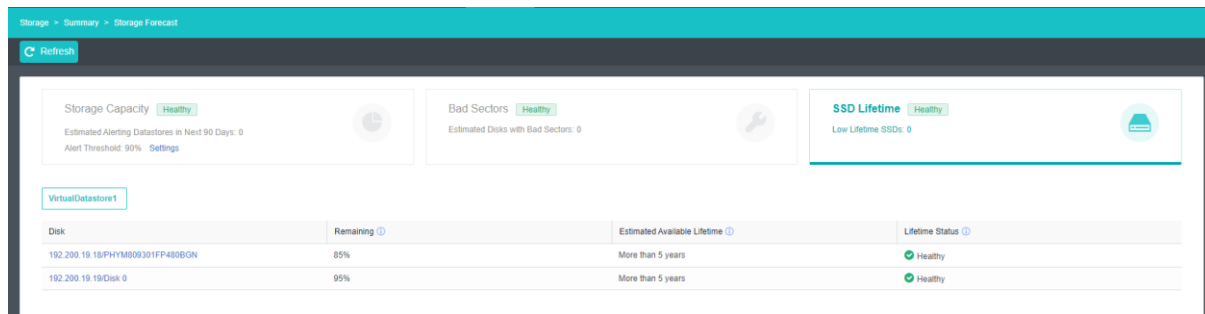 Storage > Summary > Storage Forecast
Refresh
Storage Capacity Healthy
Estimated Alerting Datastores in Next 90 Days: 0
Alert Threshold: 90% Settings
Bad Sectors Healthy
Estimated Disks with Bad Sectors: 0
SSD Lifetime Healthy
Low Lifetime SSDs: 0
VirtualDatastore1
Disk Remaining Estimated Available Lifetime Lifetime Status
192.200.19.18/PHYM809301FP480BGN 85% More than 5 years Healthy
192.200.19.19/Disk 0 95% More than 5 years Healthy